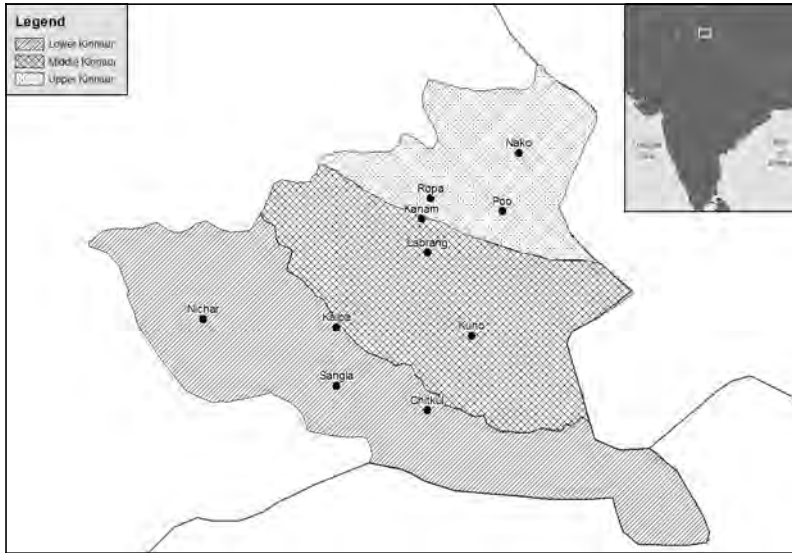 Legend
Lower Kinnaur
Middle Kinnaur
Upper Kinnaur
Nako
Ropa
Poo
Kanam
Labrang
Nichar
Kalpa
Kuno
Sangla
Chitkul